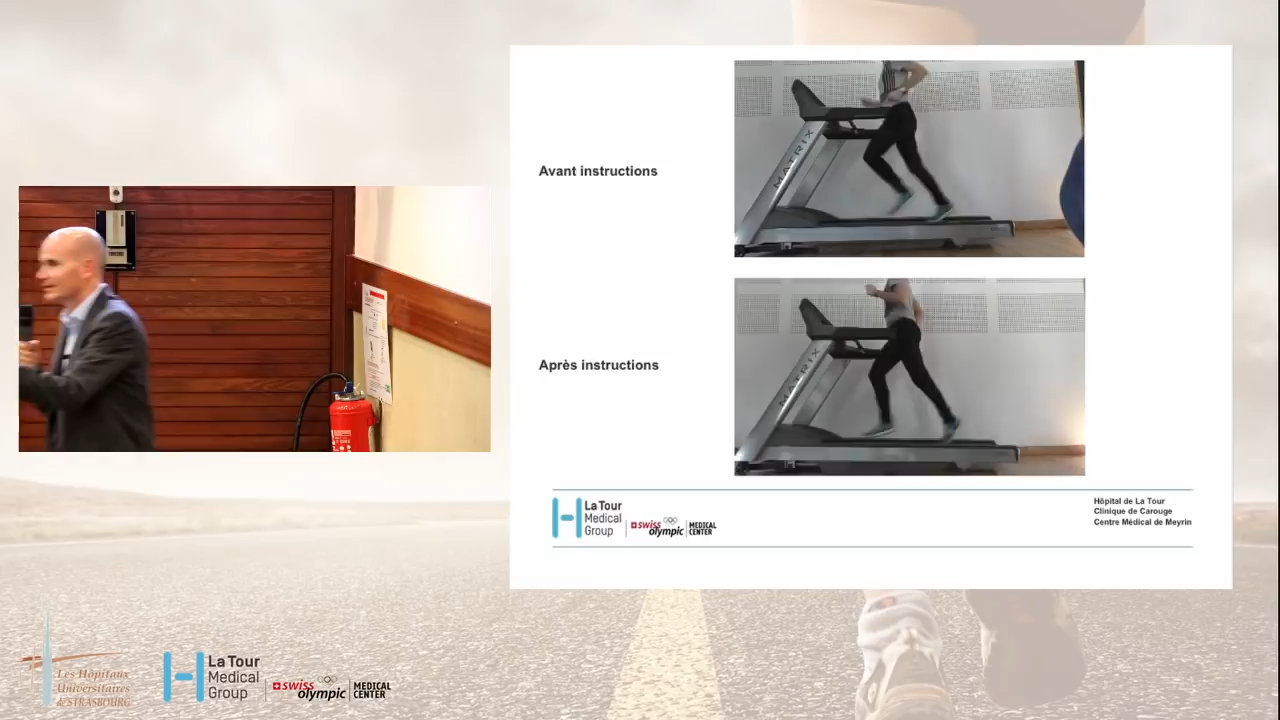 Avant instructions
MATRIX
Après instructions
MATRIX
La Tour
Medical
Group
swiss
olympic
MEDICAL
CENTER
Hôpital de La Tour
Clinique de Carouge
Centre Médical de Meyrin
Les Hôpitaux
Universitaires
de STRASBOURG
La Tour
Medical
Group
swiss
olympic
MEDICAL
CENTER